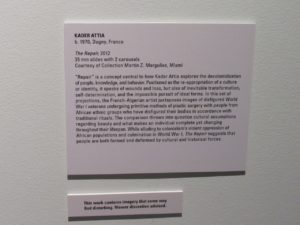 KADER ATTIA
b. 1970, Dugny, France
The Repair, 2012
35 mm slides with 2 carousels
Courtesy of Collection Martin Z. Margulies, Miami
"Repair" is a concept central to how Kader Attia explores the decolonialization
of people, knowledge, and behavior. Positioned as the re-appropriation of a culture
or identity, it speaks of wounds and loss, but also of inevitable transformation,
self-determination, and the impossible pursuit of ideal forms. In this set of
projections, the French-Algerian artist juxtaposes images of disfigured World
War I veterans undergoing primitive methods of plastic surgery with people from
African ethnic groups who have disfigured their bodies in accordance with
traditional rituals. The comparison throws into question cultural assumptions
regarding beauty and what makes an individual complete yet changing
throughout their lifespan. While alluding to colonialism's violent oppression of
African populations and culmination in World War I, The Repair suggests that
people are both formed and deformed by cultural and historical forces.
This work contains imagery that some may
find disturbing. Viewer discretion advised.